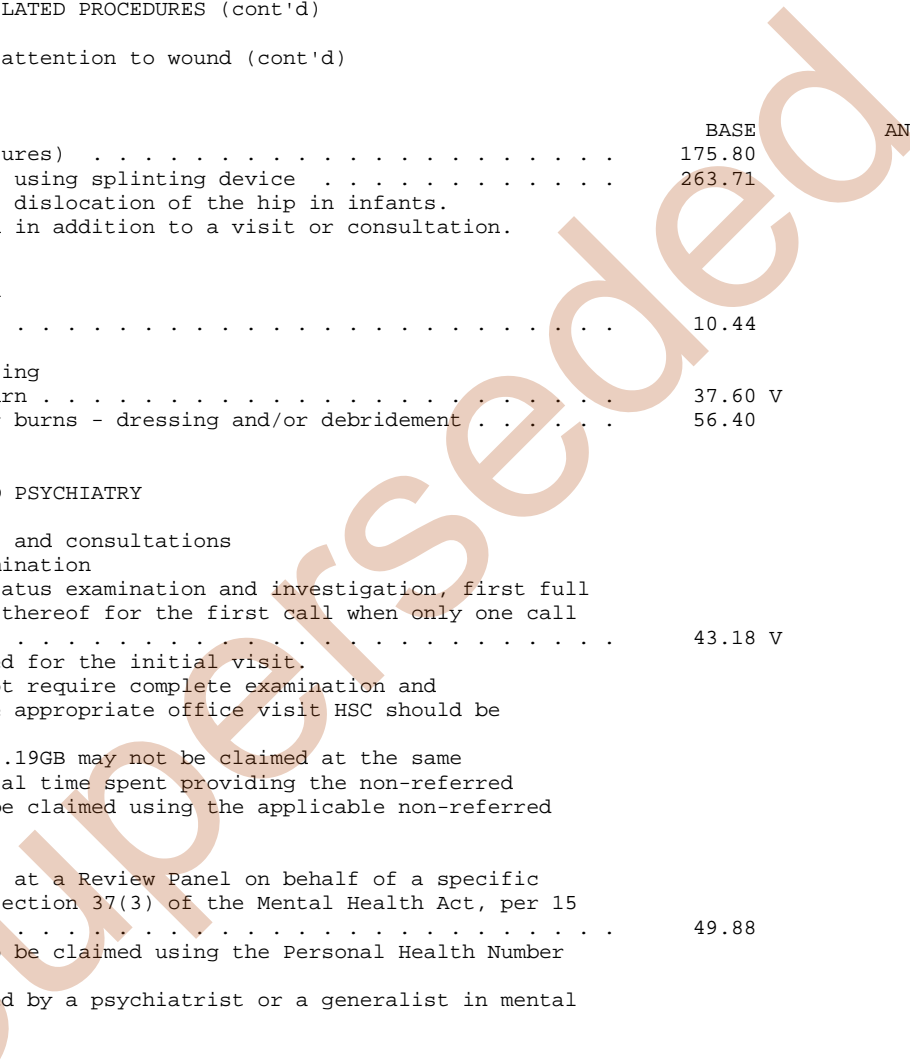 LATED PROCEDURES (cont'd)
attention to wound (cont'd)
BASE AN
ures) . . . . . . . . . . . . . . . . . . . . . 175.80
using splinting device . . . . . . . . . . . . 263.71
dislocation of the hip in infants.
in addition to a visit or consultation.
. . . . . . . . . . . . . . . . . . . . . . . . 10.44
ing
rn . . . . . . . . . . . . . . . . . . . . . . . 37.60 V
burns - dressing and/or debridement . . . . . . 56.40
PSYCHIATRY
and consultations
mination
tatus examination and investigation, first full
thereof for the first call when only one call
. . . . . . . . . . . . . . . . . . . . . . . . 43.18 V
d for the initial visit.
ot require complete examination and
appropriate office visit HSC should be
.19GB may not be claimed at the same
al time spent providing the non-referred
be claimed using the applicable non-referred
at a Review Panel on behalf of a specific
ection 37(3) of the Mental Health Act, per 15
. . . . . . . . . . . . . . . . . . . . . . . . 49.88
be claimed using the Personal Health Number
d by a psychiatrist or a generalist in mental
uperseded